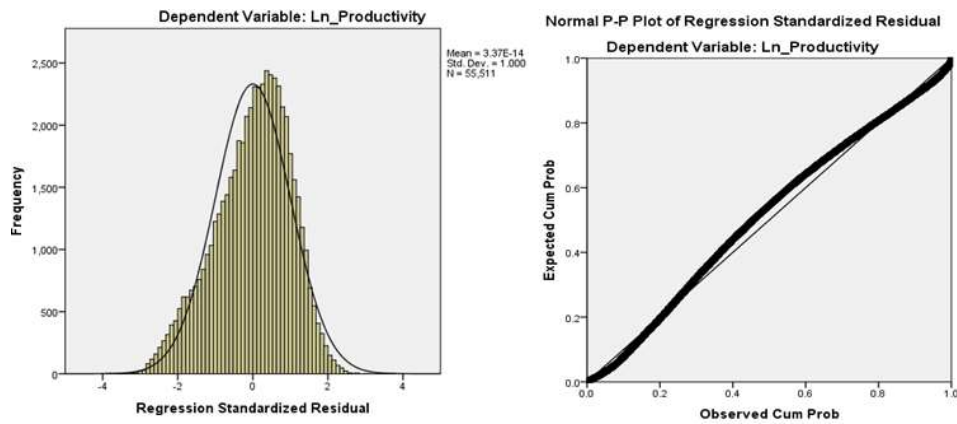 Dependent Variable: Ln_Productivity
Mean = 3.37E-14
Std. Dev. = 1.000
N = 55,511
2,500
2,000
1,500
1,000
500
0
Frequency
-4
-2
0
2
4
Regression Standardized Residual
Normal P-P Plot of Regression Standardized Residual
Dependent Variable: Ln_Productivity
1.0
0.8
0.6
0.4
0.2
0.0
Expected Cum Prob
0.0
0.2
0.4
0.6
0.8
1.0
Observed Cum Prob